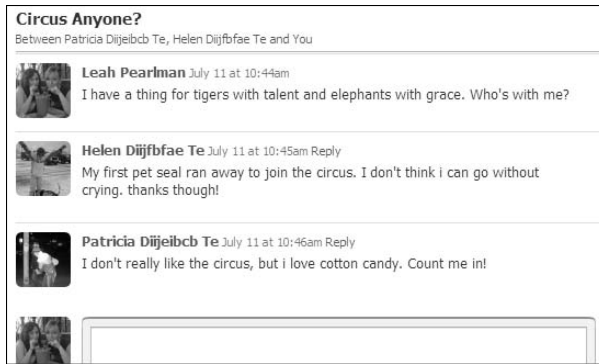 Circus Anyone?
Between Patricia Diijeibcb Te, Helen Diijfbfae Te and You
Leah Pearlman July 11 at 10:44am
I have a thing for tigers with talent and elephants with grace. Who's with me?
Helen Diijfbfae Te July 11 at 10:45am Reply
My first pet seal ran away to join the circus. I don't think i can go without
crying. thanks though!
Patricia Diijeibcb Te July 11 at 10:46am Reply
I don't really like the circus, but i love cotton candy. Count me in!